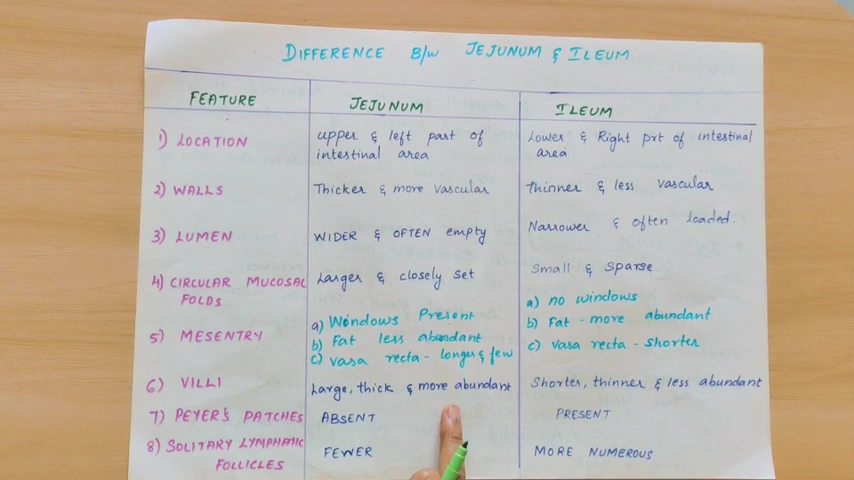 DIFFERENCE B/W JEJUNUM & ILEUM
FEATURE JEJUNUM ILEUM
1) LOCATION
upper & left part of
intestinal area
Lower & Right prt of intestinal
area
2) WALLS
Thicker & more vascular
Thinner & less vascular
3) LUMEN
WIDER & OFTEN empty
Narrower & often loaded.
4) CIRCULAR MUCOSAL
FOLDS
Larger & closely set
Small & sparse
5) MESENTRY
a) Windows Present
b) Fat less abundant
c) vasa recta - longer & few
a) no windows
b) Fat - more abundant
c) vasa recta - shorter
6) VILLI
Large, thick & more abundant
Shorter, thinner & less abundant
7) PEYER'S PATCHES
ABSENT
PRESENT
8) SOLITARY LYMPHATIC
FOLLICLES
FEWER
MORE NUMEROUS